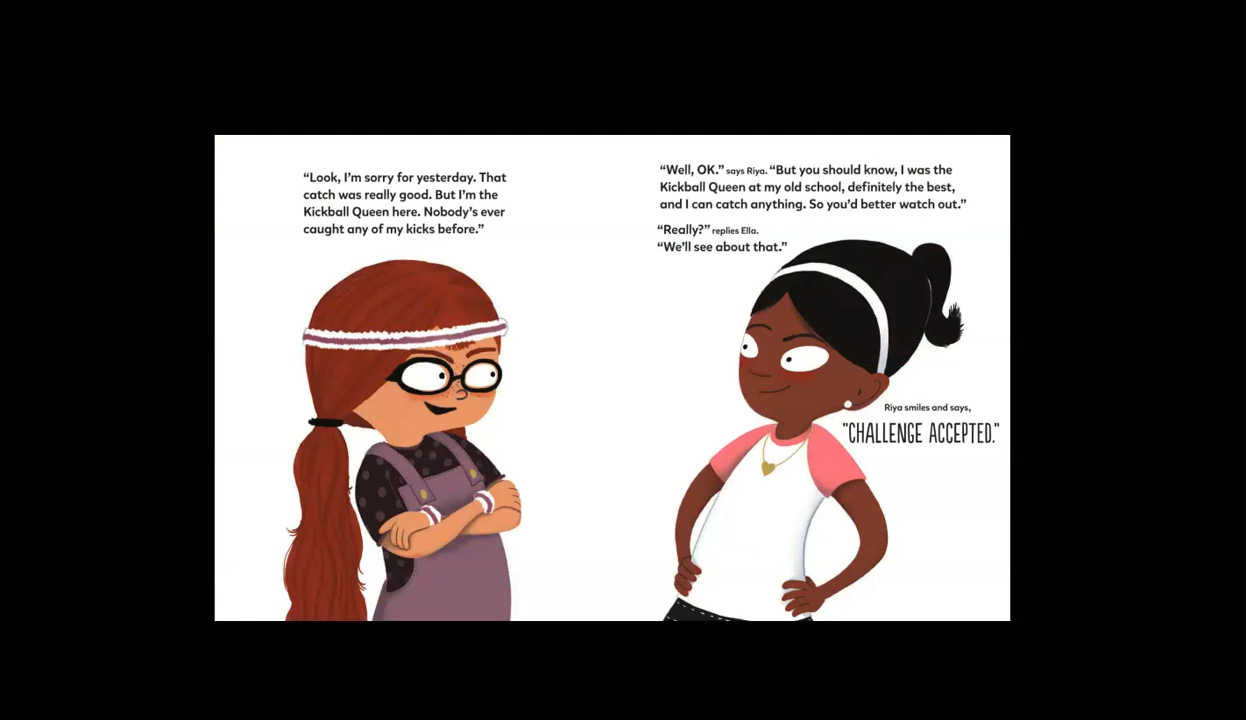 “Look, I’m sorry for yesterday. That
catch was really good. But I’m the
Kickball Queen here. Nobody’s ever
caught any of my kicks before.”
“Well, OK.” says Riya. “But you should know, I was the
Kickball Queen at my old school, definitely the best,
and I can catch anything. So you’d better watch out.”
“Really?” replies Ella.
“We’ll see about that.”
Riya smiles and says,
"CHALLENGE ACCEPTED."